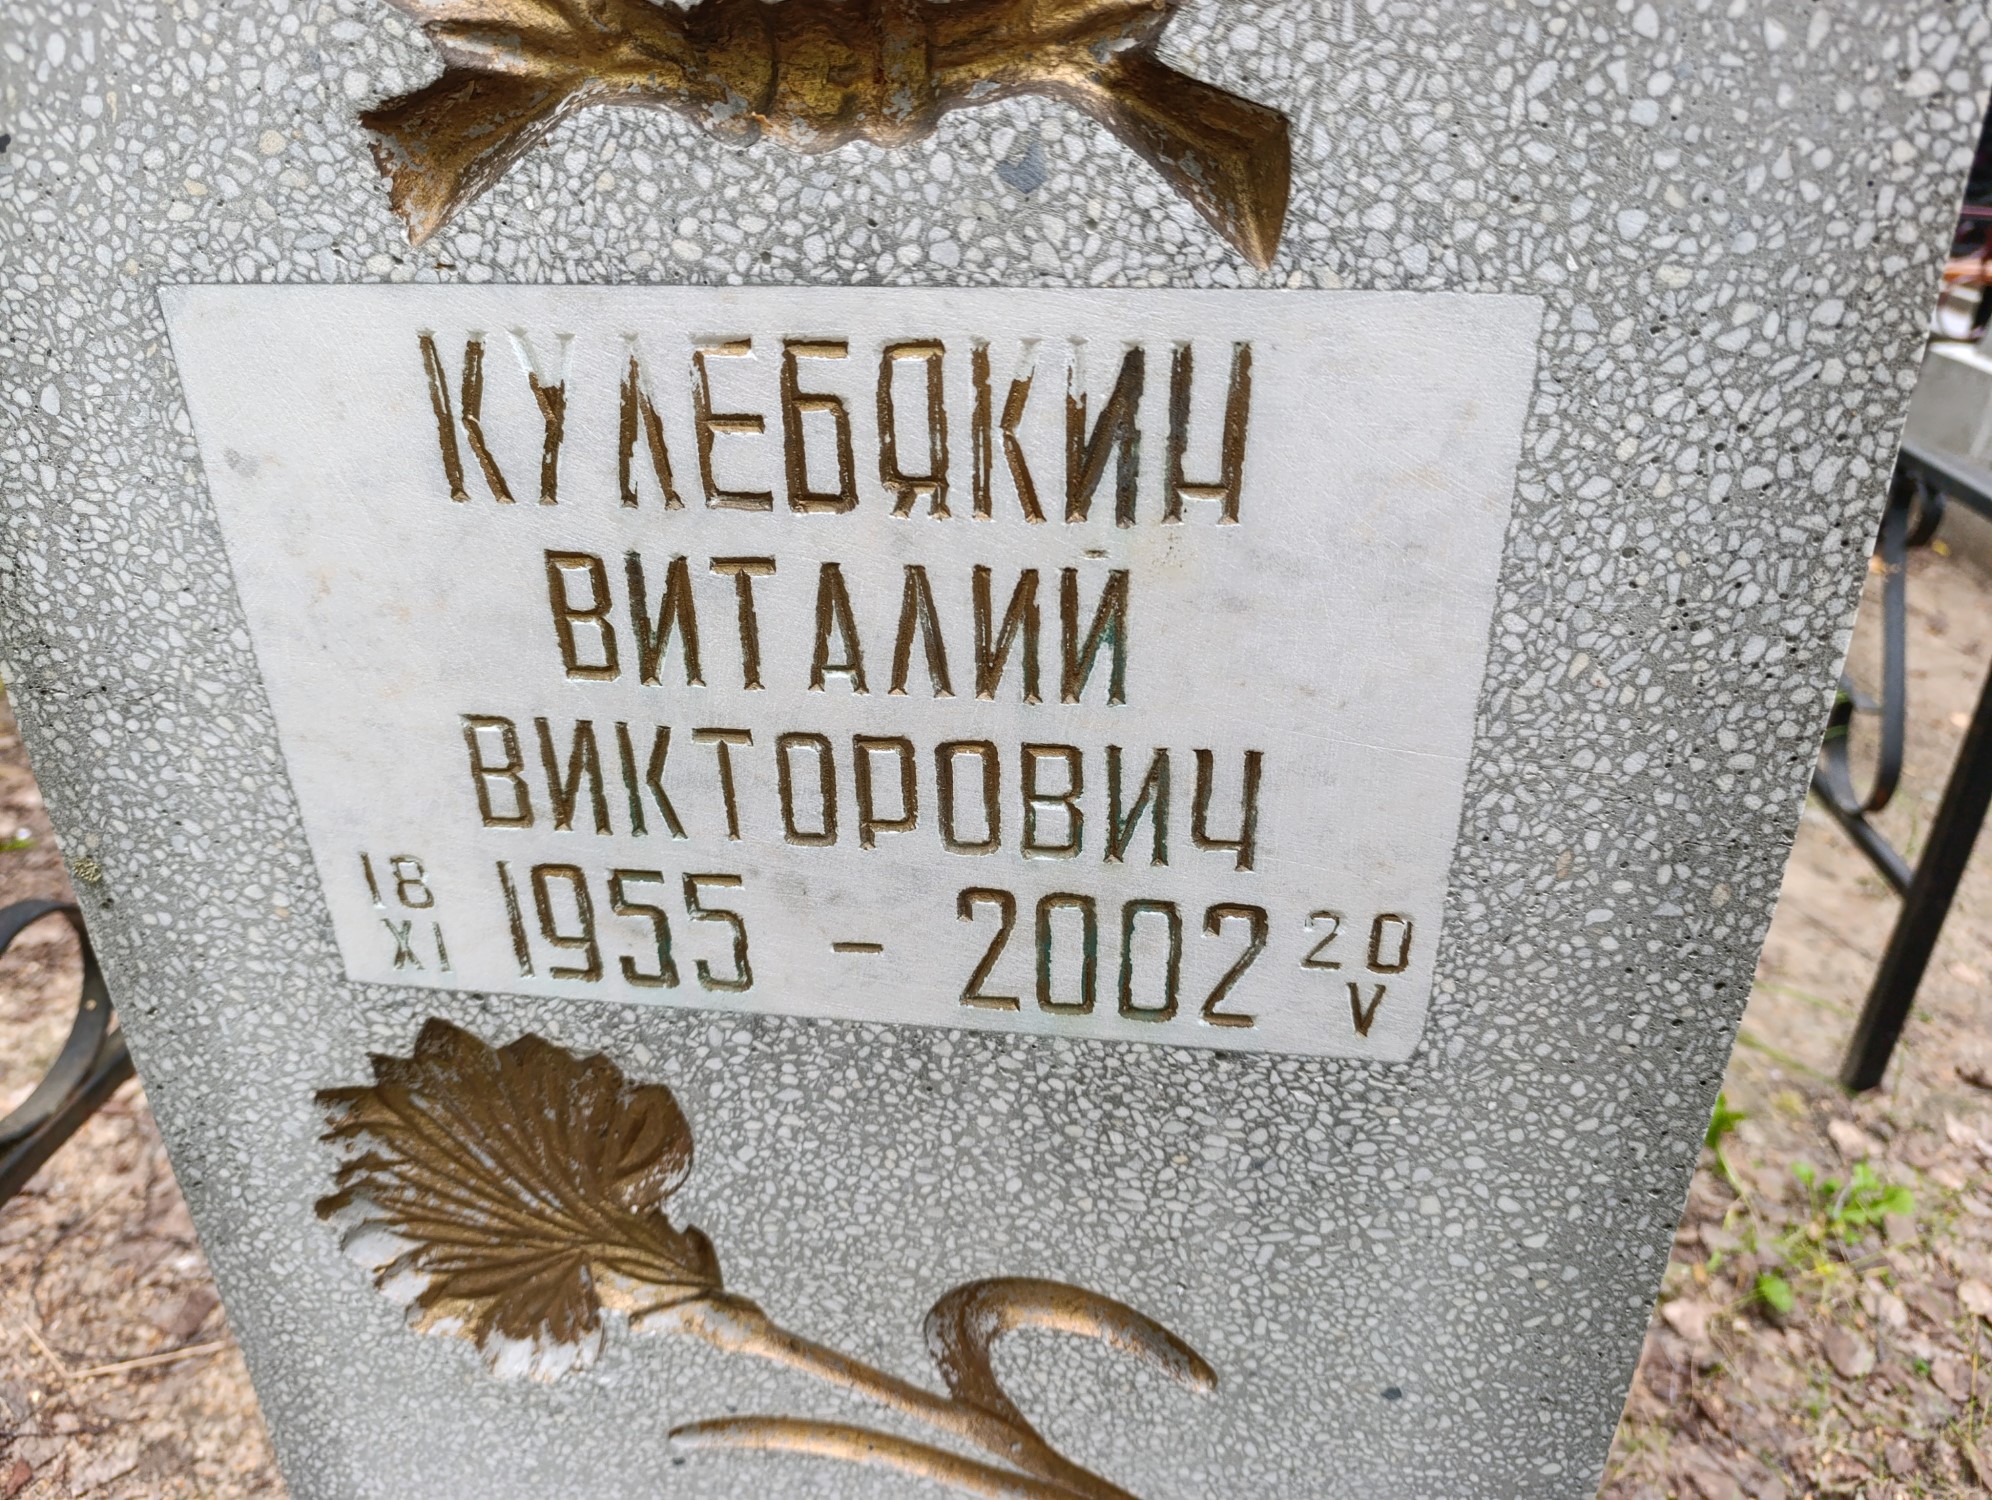 КУЛЕБЯКИН
ВИТАЛИЙ
ВИКТОРОВИЧ
18 XI 1955 - 2002 20 V